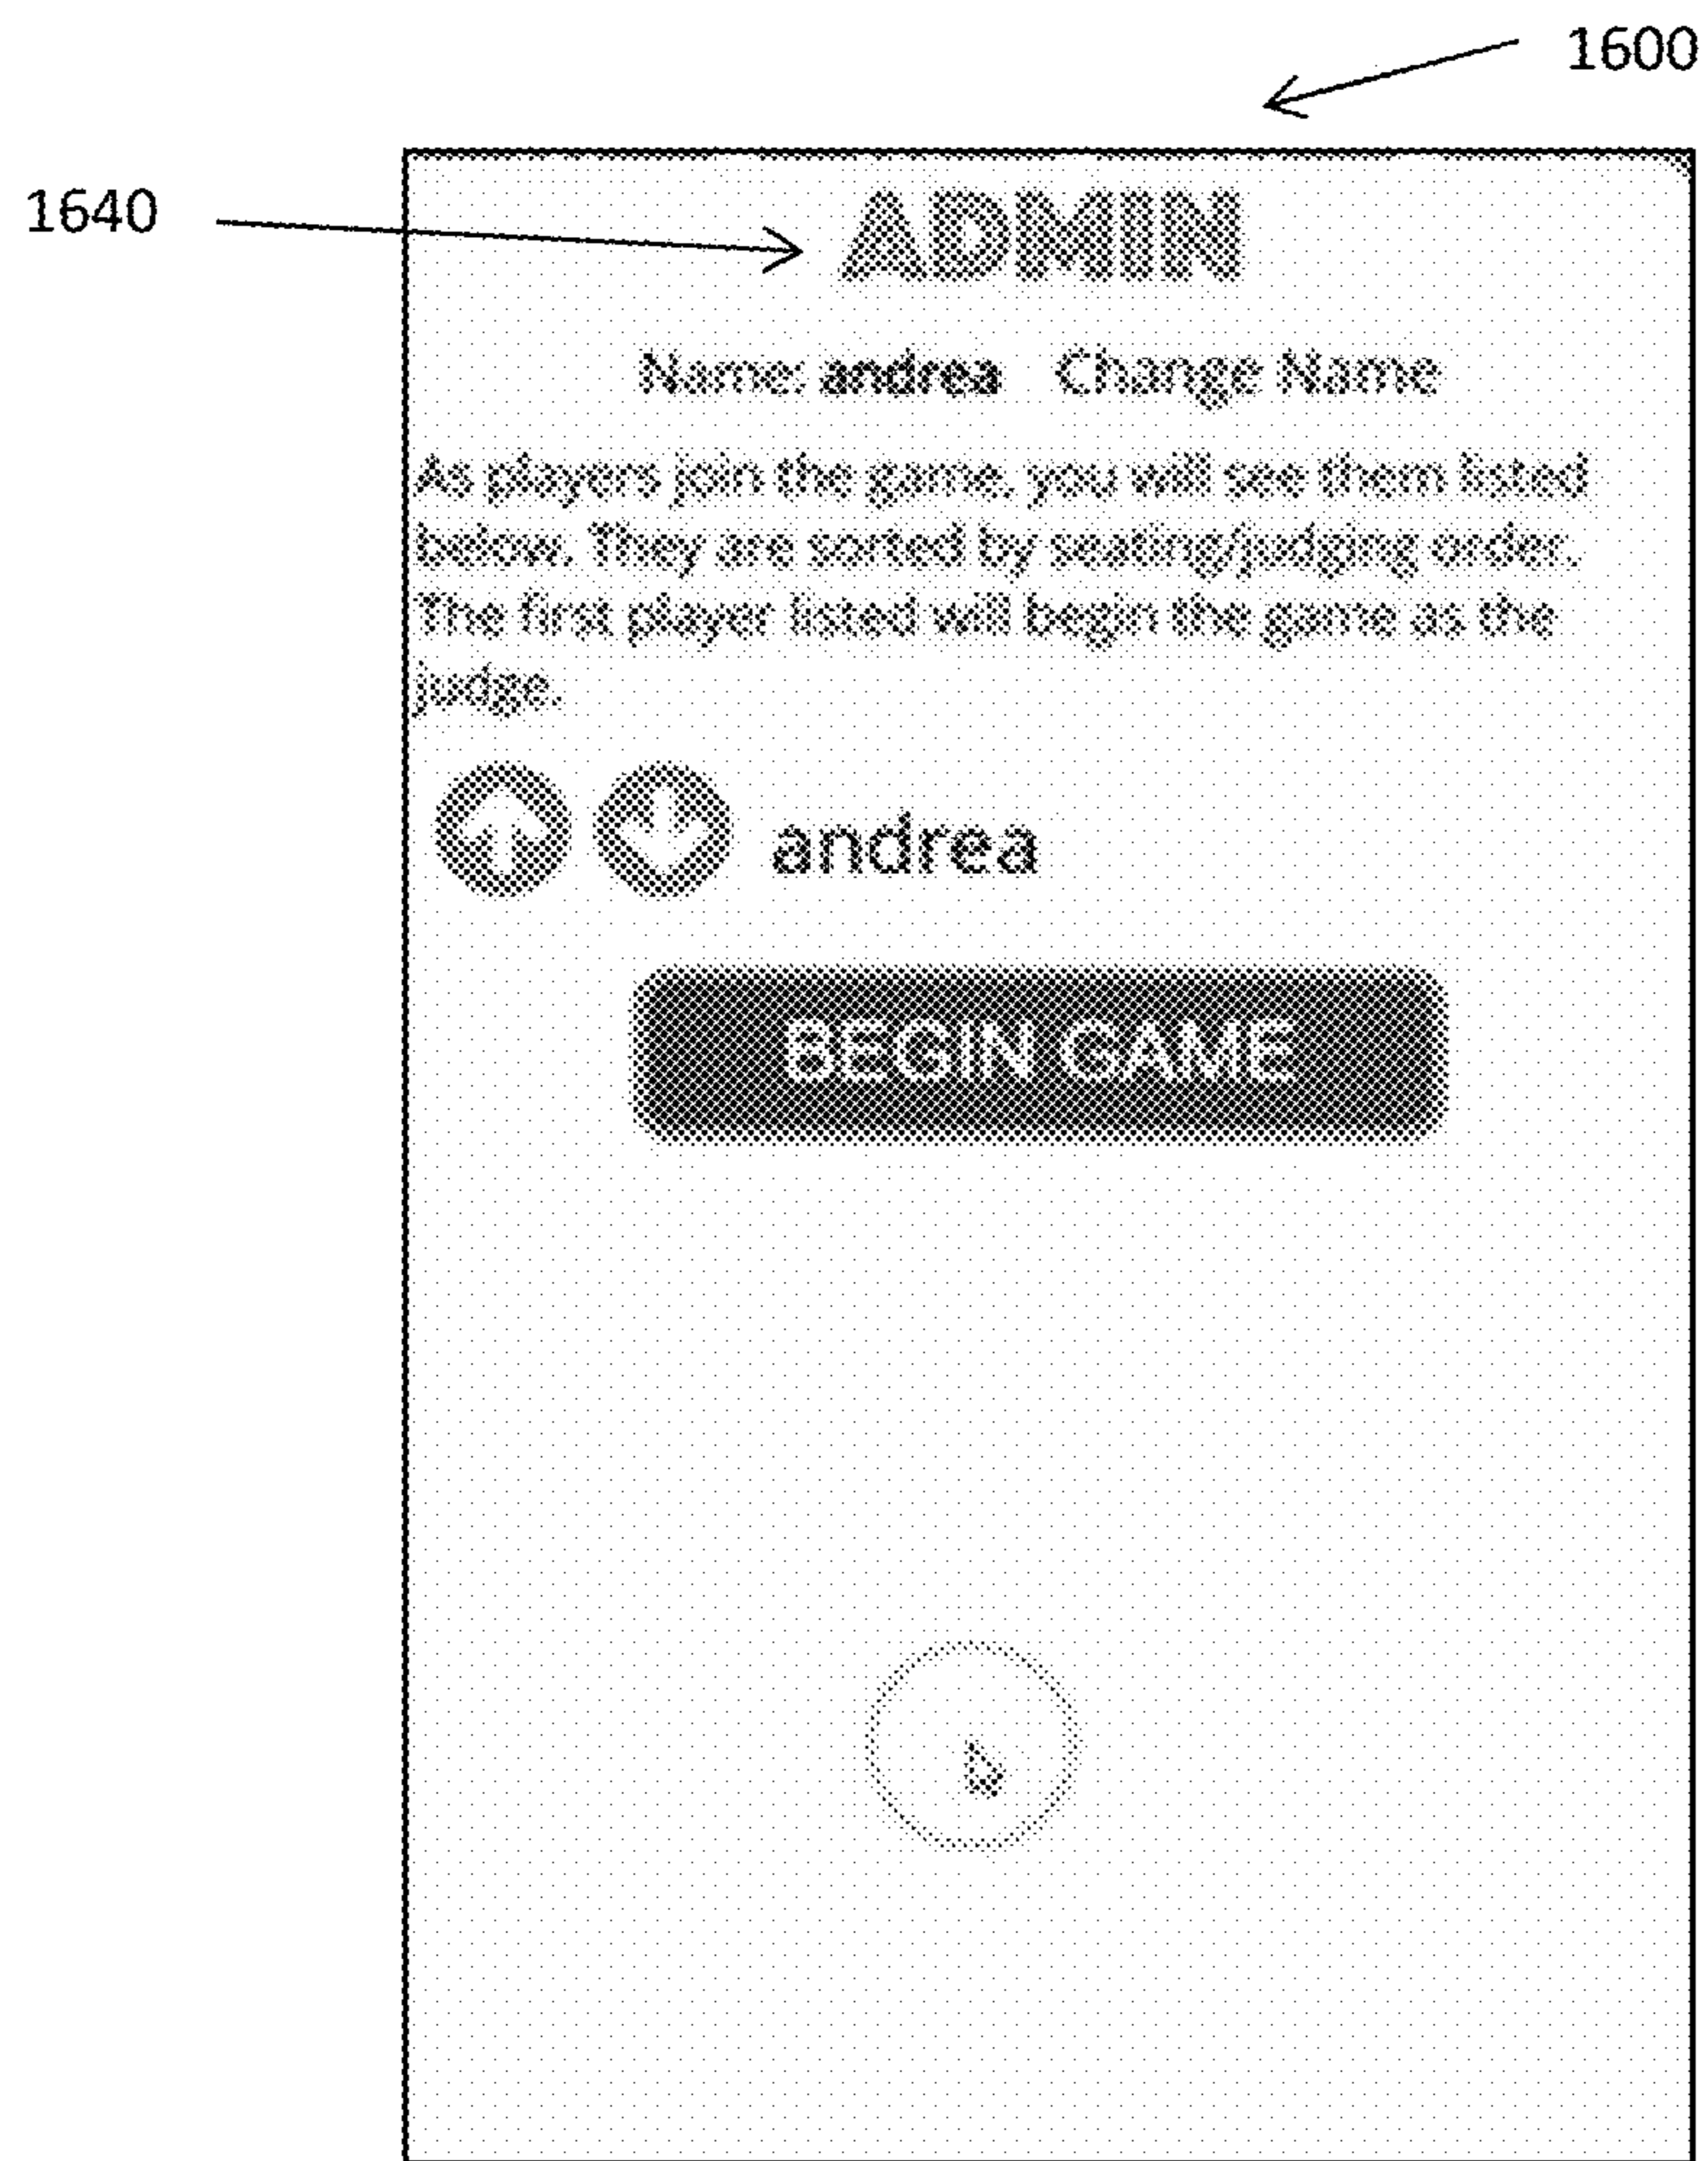 1600
1640
ADMIN
Name: andrea Change Name
As players join the game, you will see them listed
below. They are sorted by seating/judging order.
The first player listed will begin the game as the
judge.
andrea
BEGIN GAME